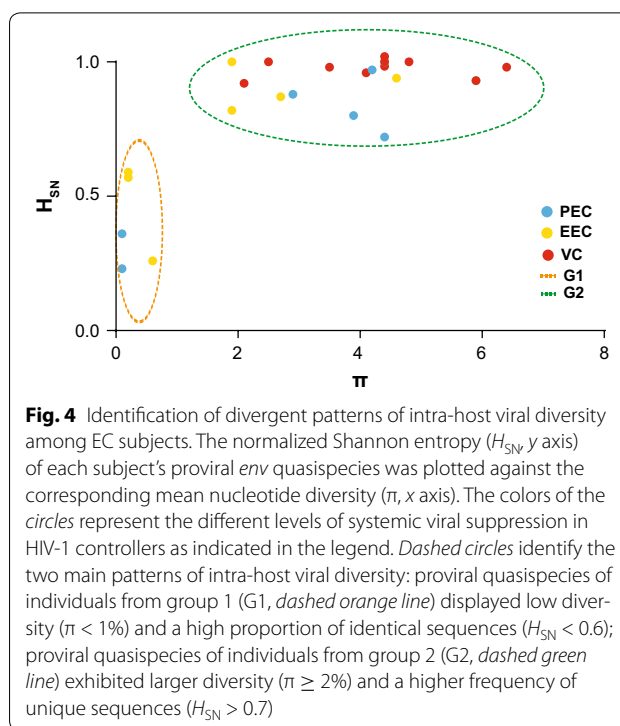 1.0
0.5
0.0
H_SN
0
2
4
6
8
π
PEC
EEC
VC
G1
G2
Fig. 4 Identification of divergent patterns of intra-host viral diversity
among EC subjects. The normalized Shannon entropy (H_SN, y axis)
of each subject's proviral env quasispecies was plotted against the
corresponding mean nucleotide diversity (π, x axis). The colors of the
circles represent the different levels of systemic viral suppression in
HIV-1 controllers as indicated in the legend. Dashed circles identify the
two main patterns of intra-host viral diversity: proviral quasispecies of
individuals from group 1 (G1, dashed orange line) displayed low diver-
sity (π < 1%) and a high proportion of identical sequences (H_SN < 0.6);
proviral quasispecies of individuals from group 2 (G2, dashed green
line) exhibited larger diversity (π ≥ 2%) and a higher frequency of
unique sequences (H_SN > 0.7)